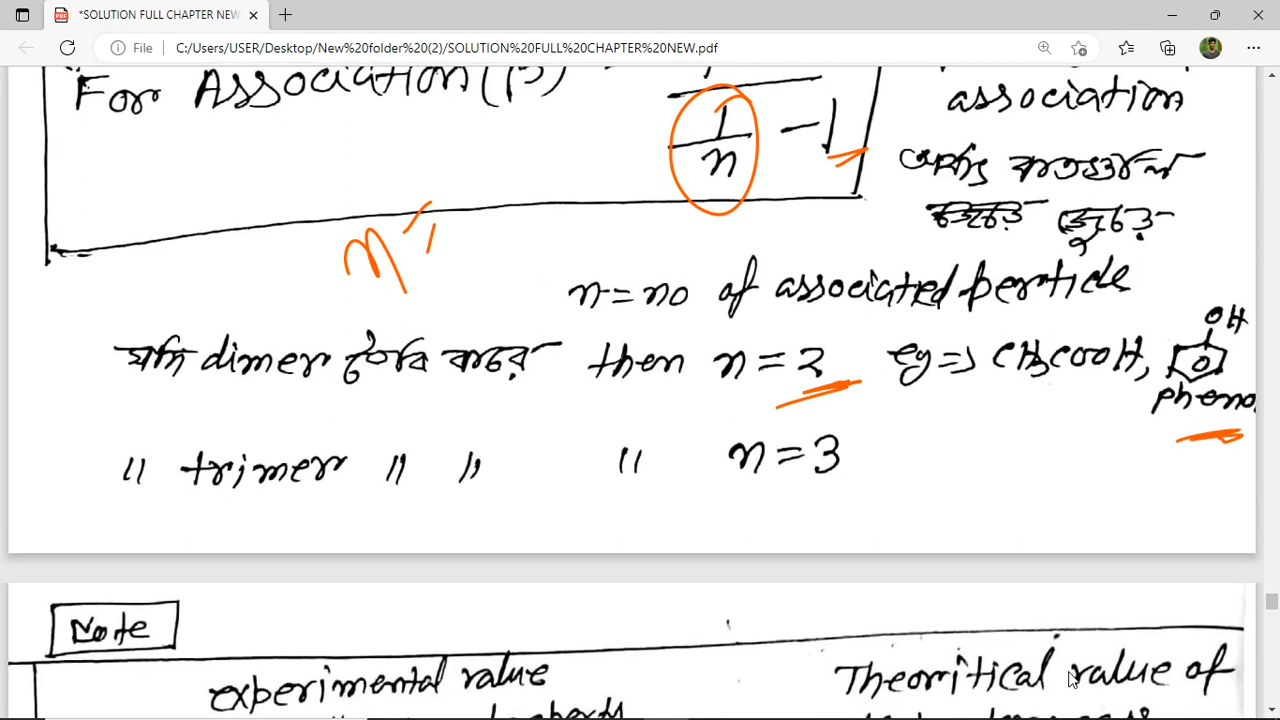 *SOLUTION FULL CHAPTER NEW
File C:/Users/USER/Desktop/New%20folder%20(2)/SOLUTION%20FULL%20CHAPTER%20NEW.pdf
For Association(β) =
1/n - 1
association
n
n=no of associated perticle
যদি dimer তৈরি করে then n=2 eg=> CH3COOH,
OH
pheno
" trimer " " " n=3
Note
experimental value
Theoritical value of